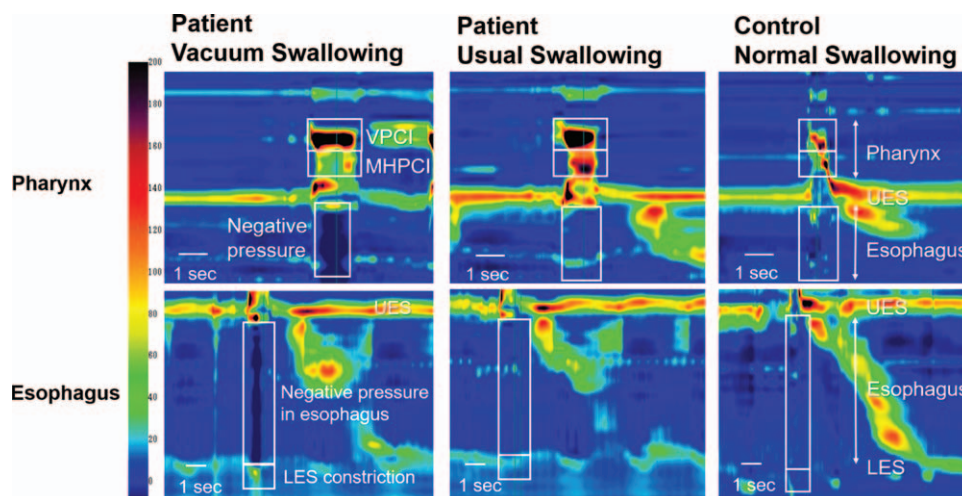 Patient
Vacuum Swallowing
Patient
Usual Swallowing
Control
Normal Swallowing
Pharynx
Esophagus
200
180
160
140
120
100
80
60
40
20
0
VPCI
MHPCI
Negative
pressure
1 sec
1 sec
Pharynx
UES
Esophagus
1 sec
UES
Negative pressure
in esophagus
LES constriction
1 sec
1 sec
UES
Esophagus
LES
1 sec